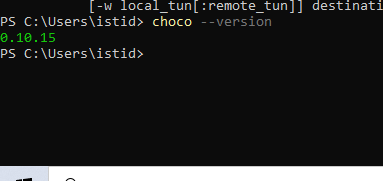 [-w local_tun[:remote_tun]] destinati
PS C:\Users\istid> choco --version
0.10.15
PS C:\Users\istid>